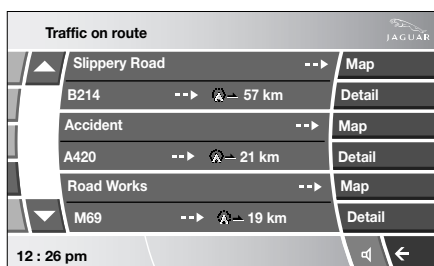 Traffic on route
JAGUAR
Slippery Road Map
B214 57 km Detail
Accident Map
A420 21 km Detail
Road Works Map
M69 19 km Detail
12 : 26 pm